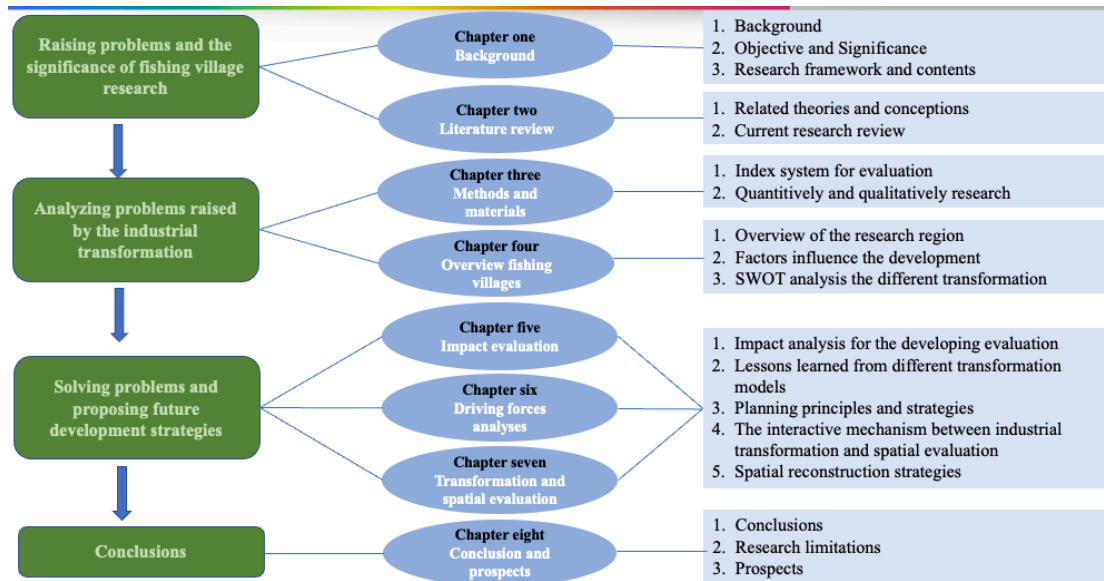 Raising problems and the
significance of fishing village
research
Chapter one
Background
1. Background
2. Objective and Significance
3. Research framework and contents
Chapter two
Literature review
1. Related theories and conceptions
2. Current research review
Analyzing problems raised
by the industrial
transformation
Chapter three
Methods and
materials
1. Index system for evaluation
2. Quantitively and qualitatively research
Chapter four
Overview fishing
villages
1. Overview of the research region
2. Factors influence the development
3. SWOT analysis the different transformation
Solving problems and
proposing future
development strategies
Chapter five
Impact evaluation
Chapter six
Driving forces
analyses
Chapter seven
Transformation and
spatial evaluation
1. Impact analysis for the developing evaluation
2. Lessons learned from different transformation
models
3. Planning principles and strategies
4. The interactive mechanism between industrial
transformation and spatial evaluation
5. Spatial reconstruction strategies
Conclusions
Chapter eight
Conclusion and
prospects
1. Conclusions
2. Research limitations
3. Prospects